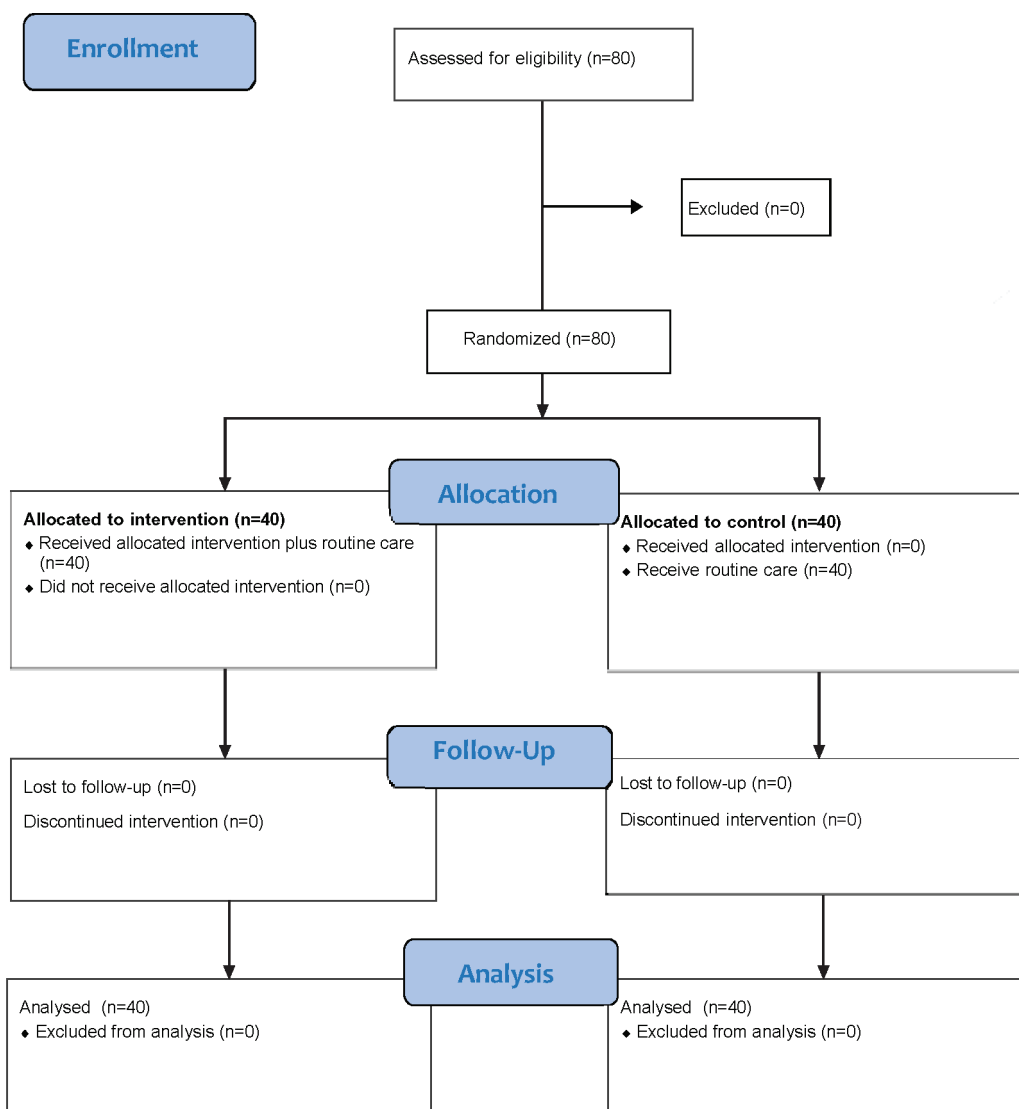 Enrollment
Assessed for eligibility (n=80)
Excluded (n=0)
Randomized (n=80)
Allocation
Allocated to intervention (n=40)
♦ Received allocated intervention plus routine care
(n=40)
♦ Did not receive allocated intervention (n=0)
Allocated to control (n=40)
♦ Received allocated intervention (n=0)
♦ Receive routine care (n=40)
Follow-Up
Lost to follow-up (n=0)
Discontinued intervention (n=0)
Lost to follow-up (n=0)
Discontinued intervention (n=0)
Analysis
Analysed (n=40)
♦ Excluded from analysis (n=0)
Analysed (n=40)
♦ Excluded from analysis (n=0)